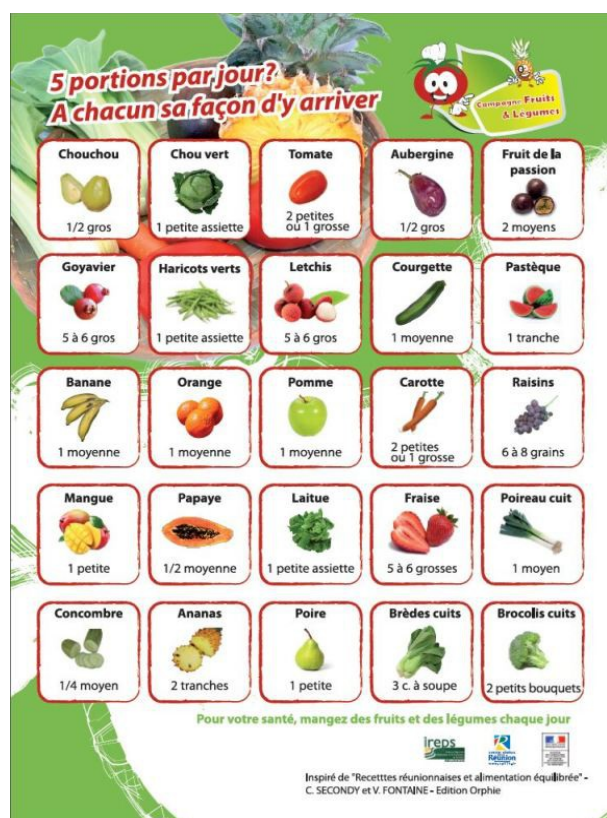 5 portions par jour?
A chacun sa façon d'y arriver
Campagne Fruits
& Légumes
Chouchou
1/2 gros
Chou vert
1 petite assiette
Tomate
2 petites
ou 1 grosse
Aubergine
1/2 gros
Fruit de la
passion
2 moyens
Goyavier
5 à 6 gros
Haricots verts
1 petite assiette
Letchis
5 à 6 gros
Courgette
1 moyenne
Pastèque
1 tranche
Banane
1 moyenne
Orange
1 moyenne
Pomme
1 moyenne
Carotte
2 petites
ou 1 grosse
Raisins
6 à 8 grains
Mangue
1 petite
Papaye
1/2 moyenne
Laitue
1 petite assiette
Fraise
5 à 6 grosses
Poireau cuit
1 moyen
Concombre
1/4 moyen
Ananas
2 tranches
Poire
1 petite
Brèdes cuits
3 c. à soupe
Brocolis cuits
2 petits bouquets
Pour votre santé, mangez des fruits et des légumes chaque jour
ireps
Réunion
Inspiré de "Recetttes réunionnaises et alimentation équilibrée" -
C. SECONDY et V. FONTAINE - Edition Orphie